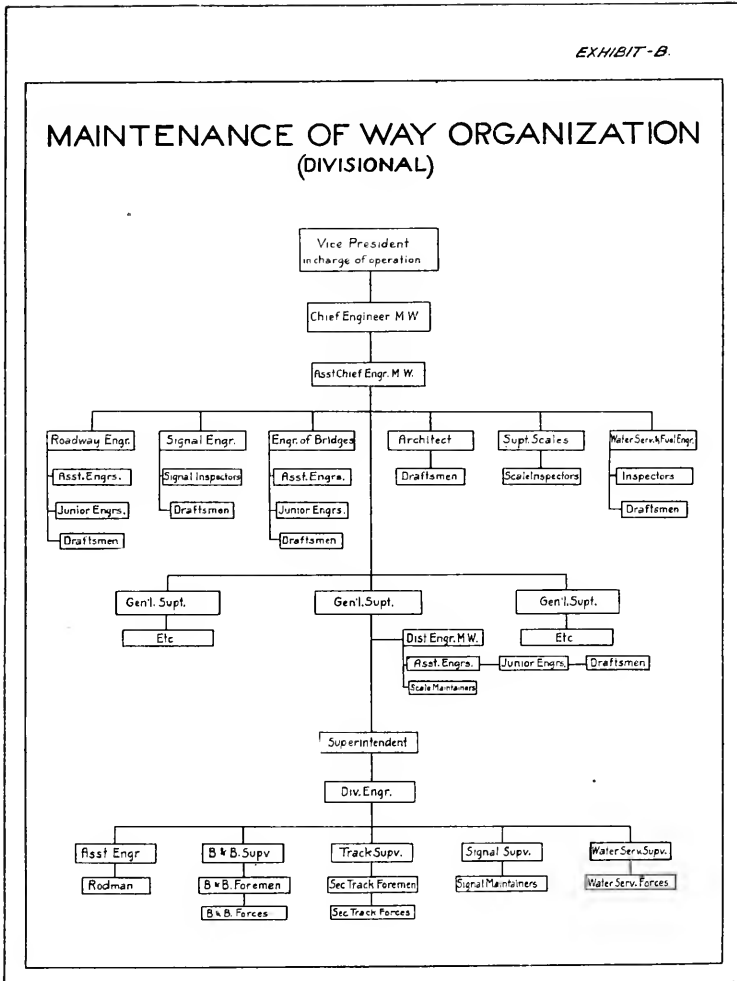 EXHIBIT-B.
MAINTENANCE OF WAY ORGANIZATION
(DIVISIONAL)
Vice President
in charge of operation
Chief Engineer M W
Asst Chief Engr. M W.
Roadway Engr.
Signal Engr.
Engr. of Bridges
Architect
Supt. Scales
Water Serv. & Fuel Engr.
Asst. Engrs.
Signal Inspectors
Asst. Engrs.
Draftsmen
Scale Inspectors
Inspectors
Junior Engrs.
Draftsmen
Junior Engrs.
Draftsmen
Draftsmen
Draftsmen
Gen'l. Supt.
Gen'l. Supt.
Gen'l. Supt.
Etc
Etc
Dist Engr. M.W.
Asst. Engrs.
Junior Engrs.
Draftsmen
Scale Maintainers
Superintendent
Div. Engr.
Asst Engr
B & B. Supv
Track Supv.
Signal Supv.
Water Serv. Supv.
Rodman
B & B. Foremen
Sec Track Foremen
Signal Maintainers
Water Serv. Forces
B & B. Forces
Sec Track Forces